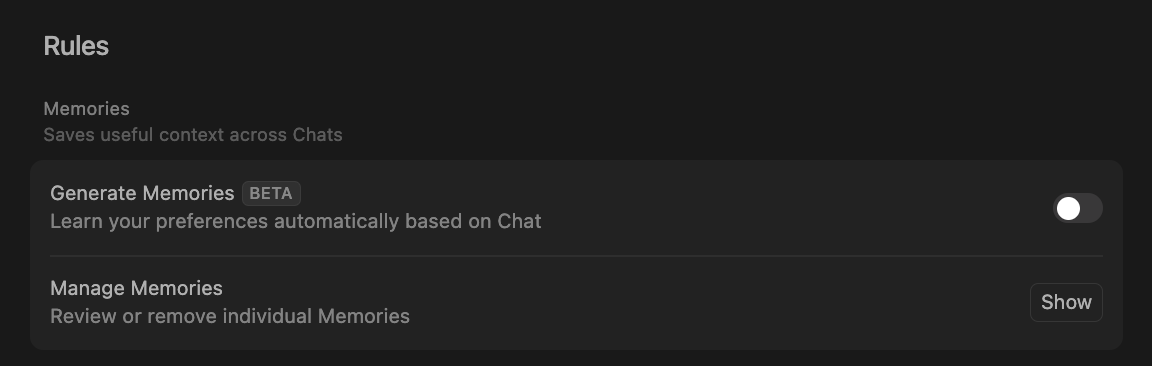 Rules
Memories
Saves useful context across Chats
Generate Memories BETA
Learn your preferences automatically based on Chat
Manage Memories
Review or remove individual Memories
Show